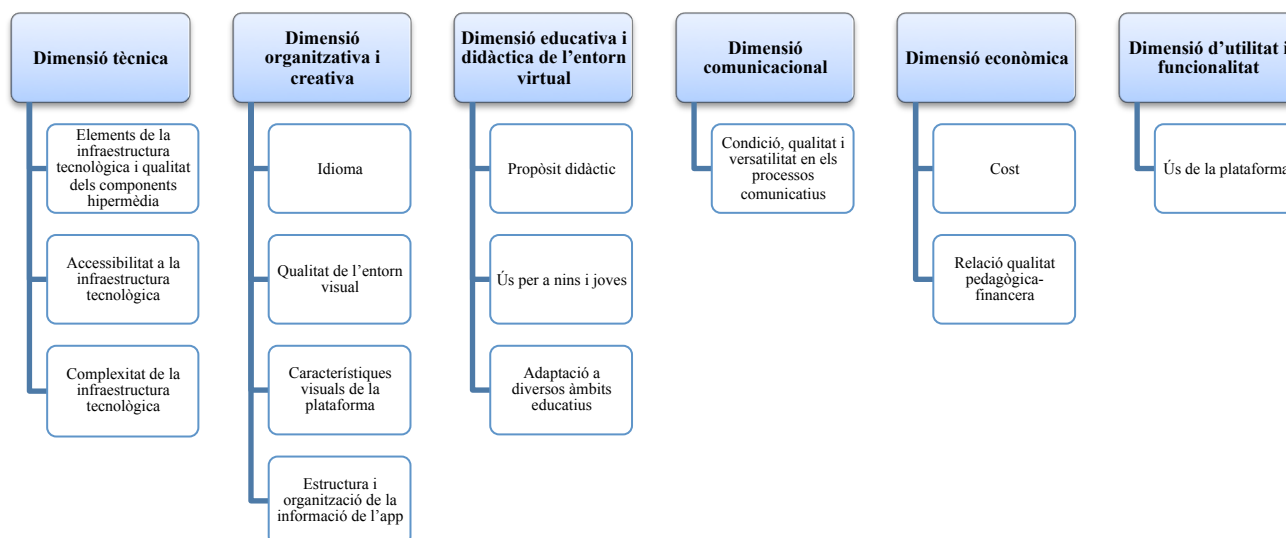 Dimensió tècnica
Elements de la
infraestructura
tecnològica i qualitat
dels components
hipermèdia
Accessibilitat a la
infraestructura
tecnològica
Complexitat de la
infraestructura
tecnològica
Dimensió
organitzativa i
creativa
Idioma
Qualitat de l’entorn
visual
Característiques
visuals de la
plataforma
Estructura i
organització de la
informació de l’app
Dimensió educativa i
didàctica de l’entorn
virtual
Propòsit didàctic
Ús per a nins i joves
Adaptació a
diversos àmbits
educatius
Dimensió
comunicacional
Condició, qualitat i
versatilitat en els
processos
comunicatius
Dimensió econòmica
Cost
Relació qualitat
pedagògica-
financera
Dimensió d’utilitat i
funcionalitat
Ús de la plataforma